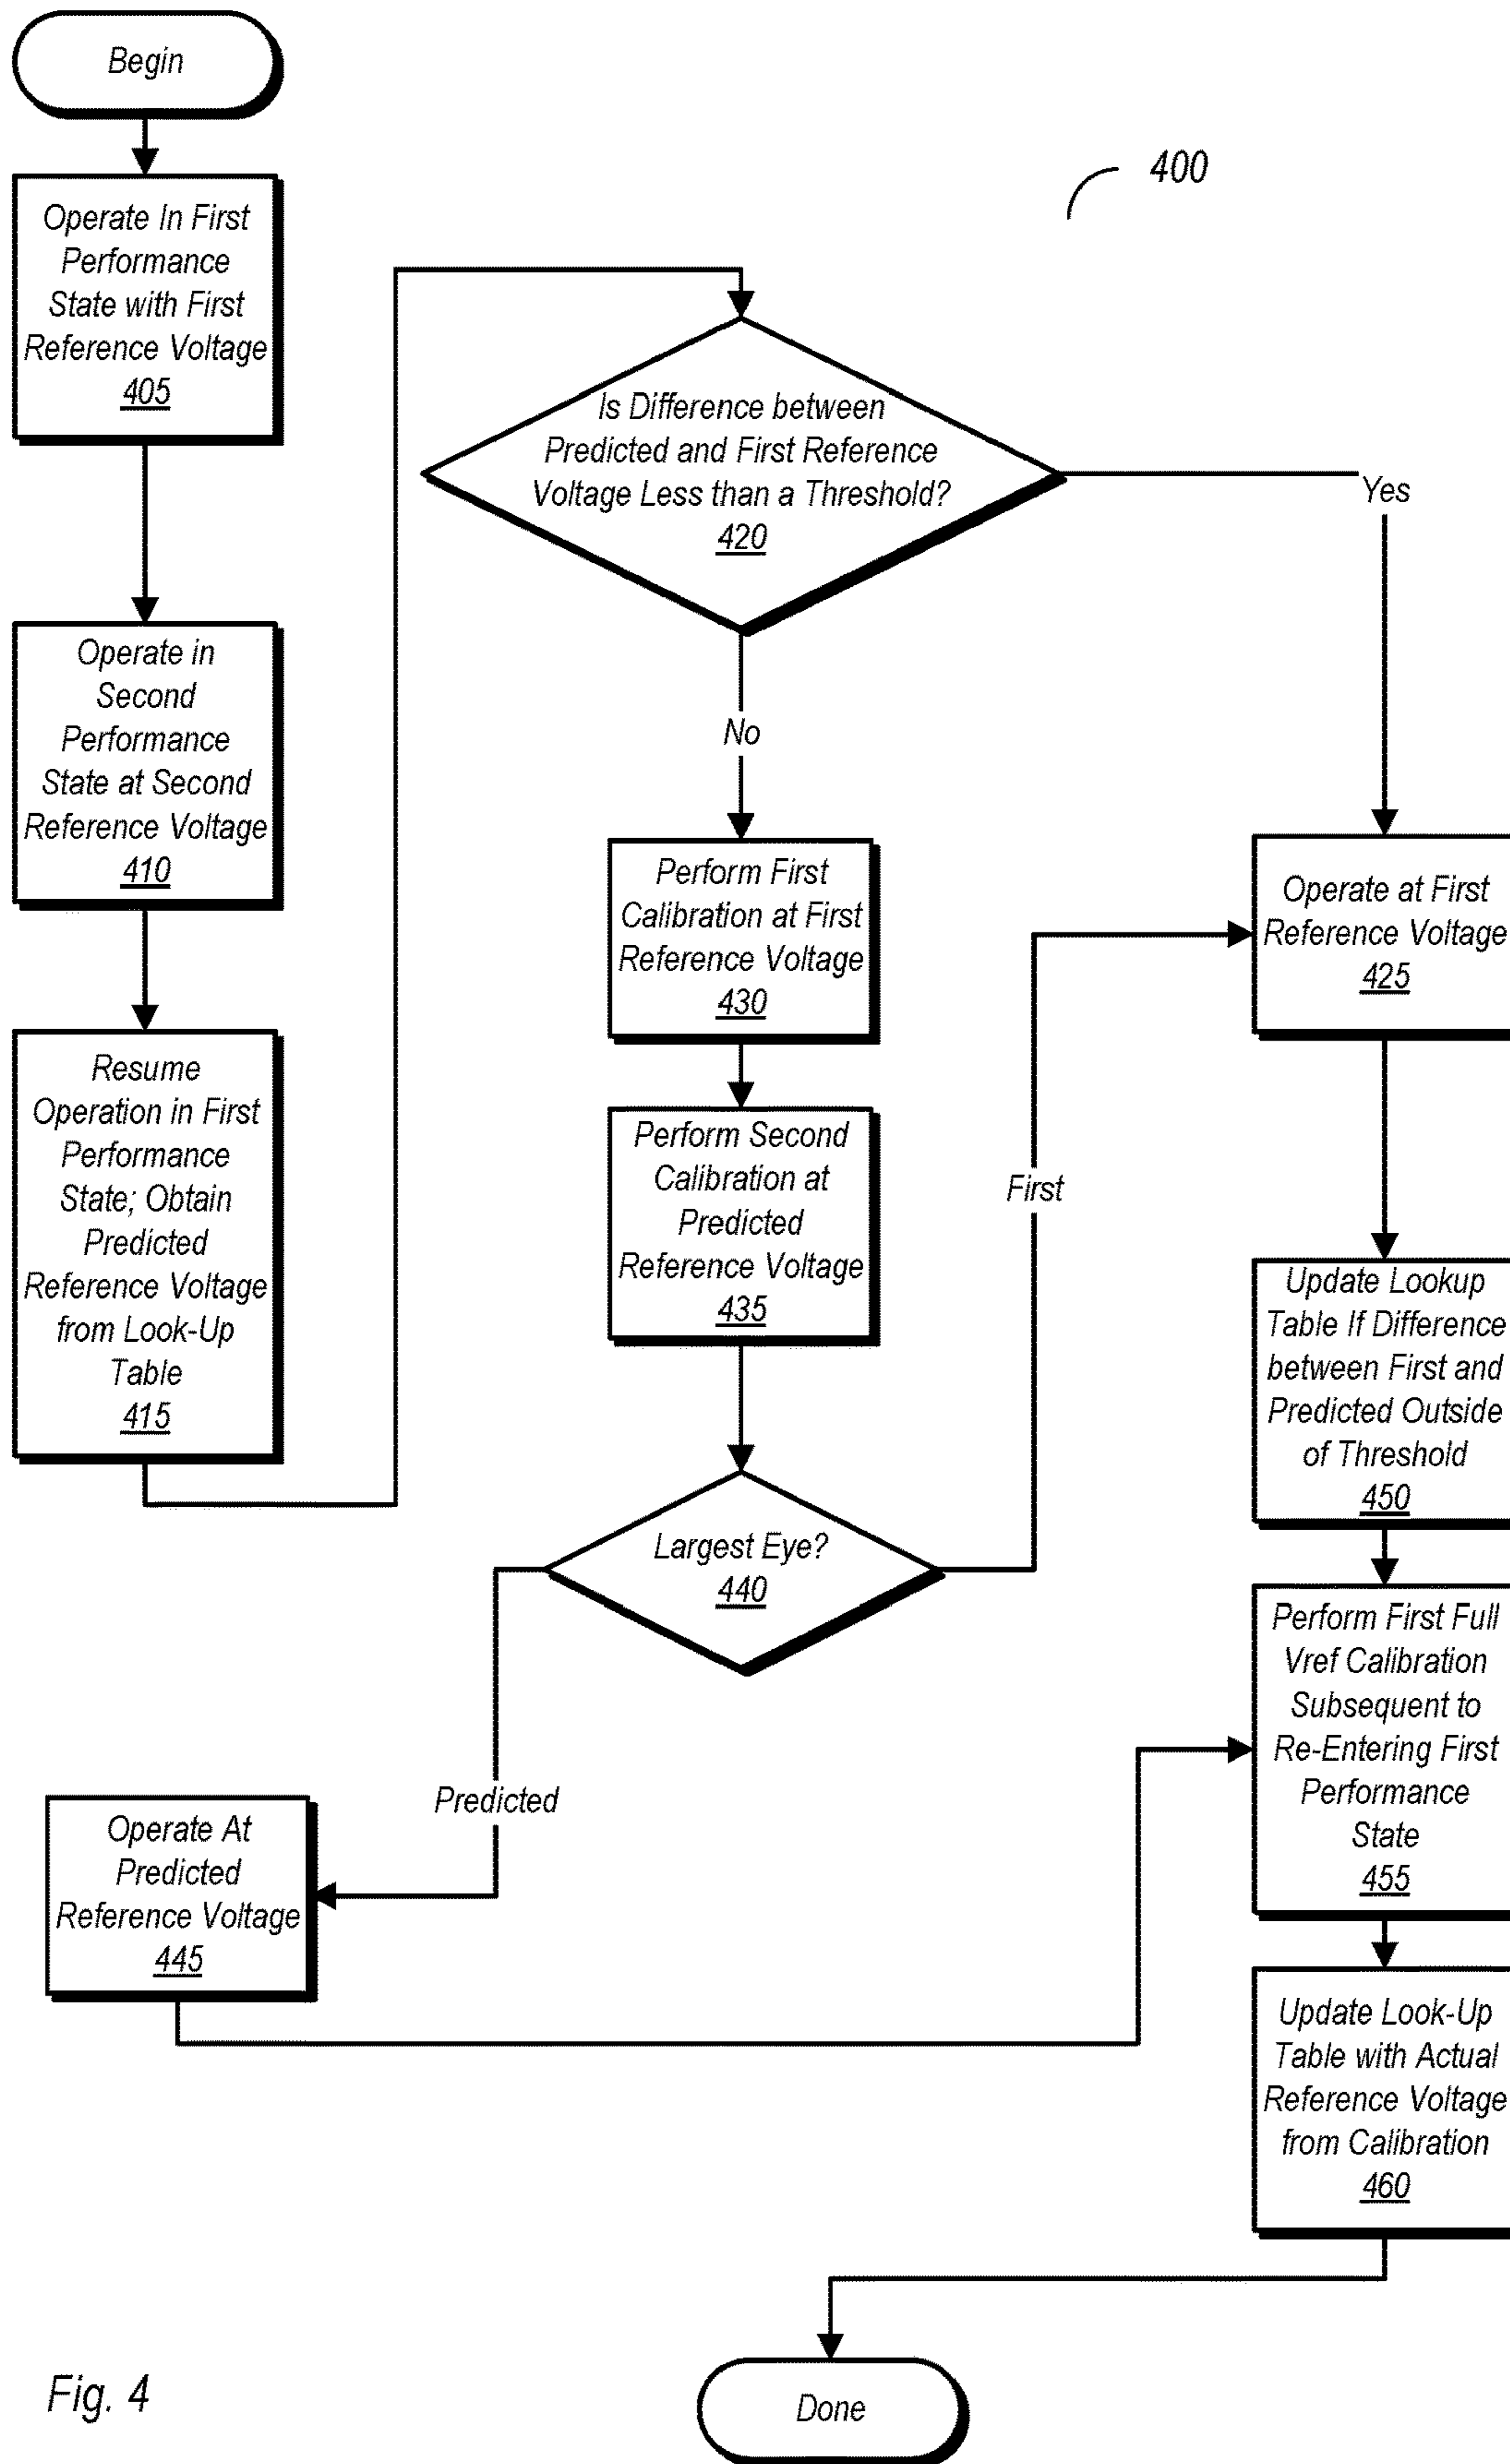 Begin
400
Operate In First
Performance
State with First
Reference Voltage
405
Operate in
Second
Performance
State at Second
Reference Voltage
410
Resume
Operation in First
Performance
State; Obtain
Predicted
Reference Voltage
from Look-Up
Table
415
Is Difference between
Predicted and First Reference
Voltage Less than a Threshold?
420
Yes
No
Perform First
Calibration at First
Reference Voltage
430
Perform Second
Calibration at
Predicted
Reference Voltage
435
Largest Eye?
440
First
Predicted
Operate At
Predicted
Reference Voltage
445
Operate at First
Reference Voltage
425
Update Lookup
Table If Difference
between First and
Predicted Outside
of Threshold
450
Perform First Full
Vref Calibration
Subsequent to
Re-Entering First
Performance
State
455
Update Look-Up
Table with Actual
Reference Voltage
from Calibration
460
Done
Fig. 4